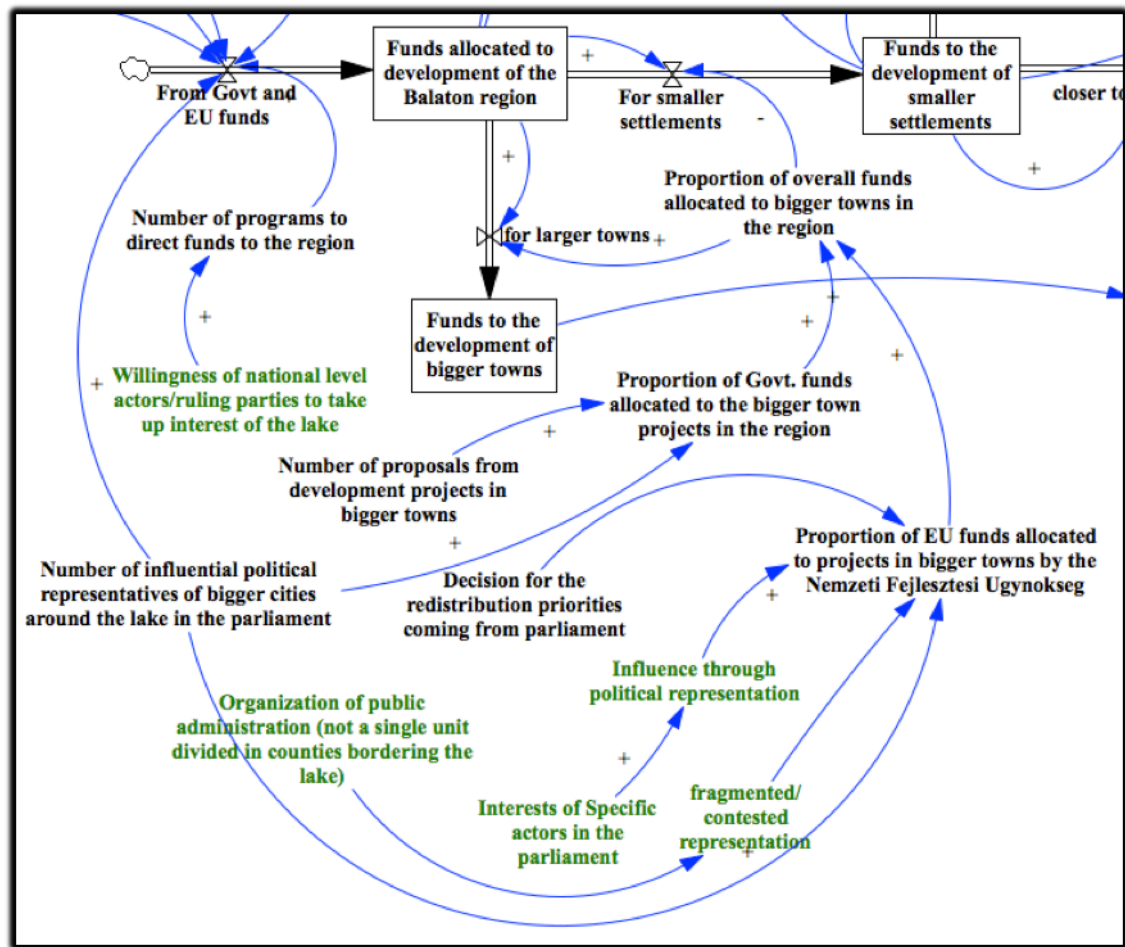 Funds allocated to
development of the
Balaton region
From Govt and
EU funds
+
For smaller
settlements
-
Funds to the
development of
smaller
settlements
closer to
+
+
Number of programs to
direct funds to the region
for larger towns
+
Proportion of overall funds
allocated to bigger towns in
the region
+
Funds to the
development of
bigger towns
+
+
+
+
Willingness of national level
actors/ruling parties to take
up interest of the lake
Proportion of Govt. funds
allocated to the bigger town
projects in the region
+
Number of proposals from
development projects in
bigger towns
+
Number of influential political
representatives of bigger cities
around the lake in the parliament
Decision for the
redistribution priorities
coming from parliament
Proportion of EU funds allocated
to projects in bigger towns by the
Nemzeti Fejlesztesi Ugynokseg
+
Influence through
political representation
Organization of public
administration (not a single unit
divided in counties bordering the
lake)
+
Interests of Specific
actors in the
parliament
fragmented/
contested
representation
+